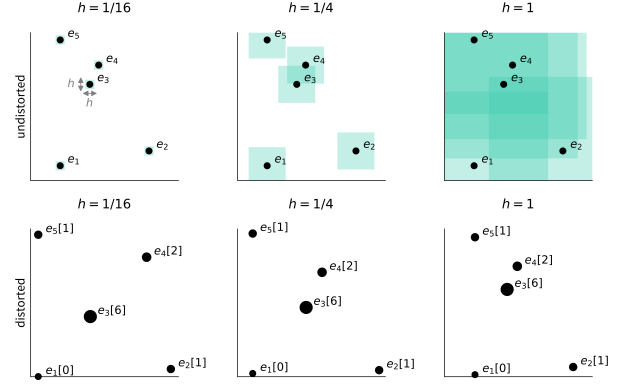 h = 1/16
h = 1/4
h = 1
undistorted
e₅
e₄
e₃
h
h
e₂
e₁
e₅
e₄
e₃
e₂
e₁
e₅
e₄
e₃
e₂
e₁
h = 1/16
h = 1/4
h = 1
distorted
e₅[1]
e₄[2]
e₃[6]
e₂[1]
e₁[0]
e₅[1]
e₄[2]
e₃[6]
e₂[1]
e₁[0]
e₅[1]
e₄[2]
e₃[6]
e₂[1]
e₁[0]